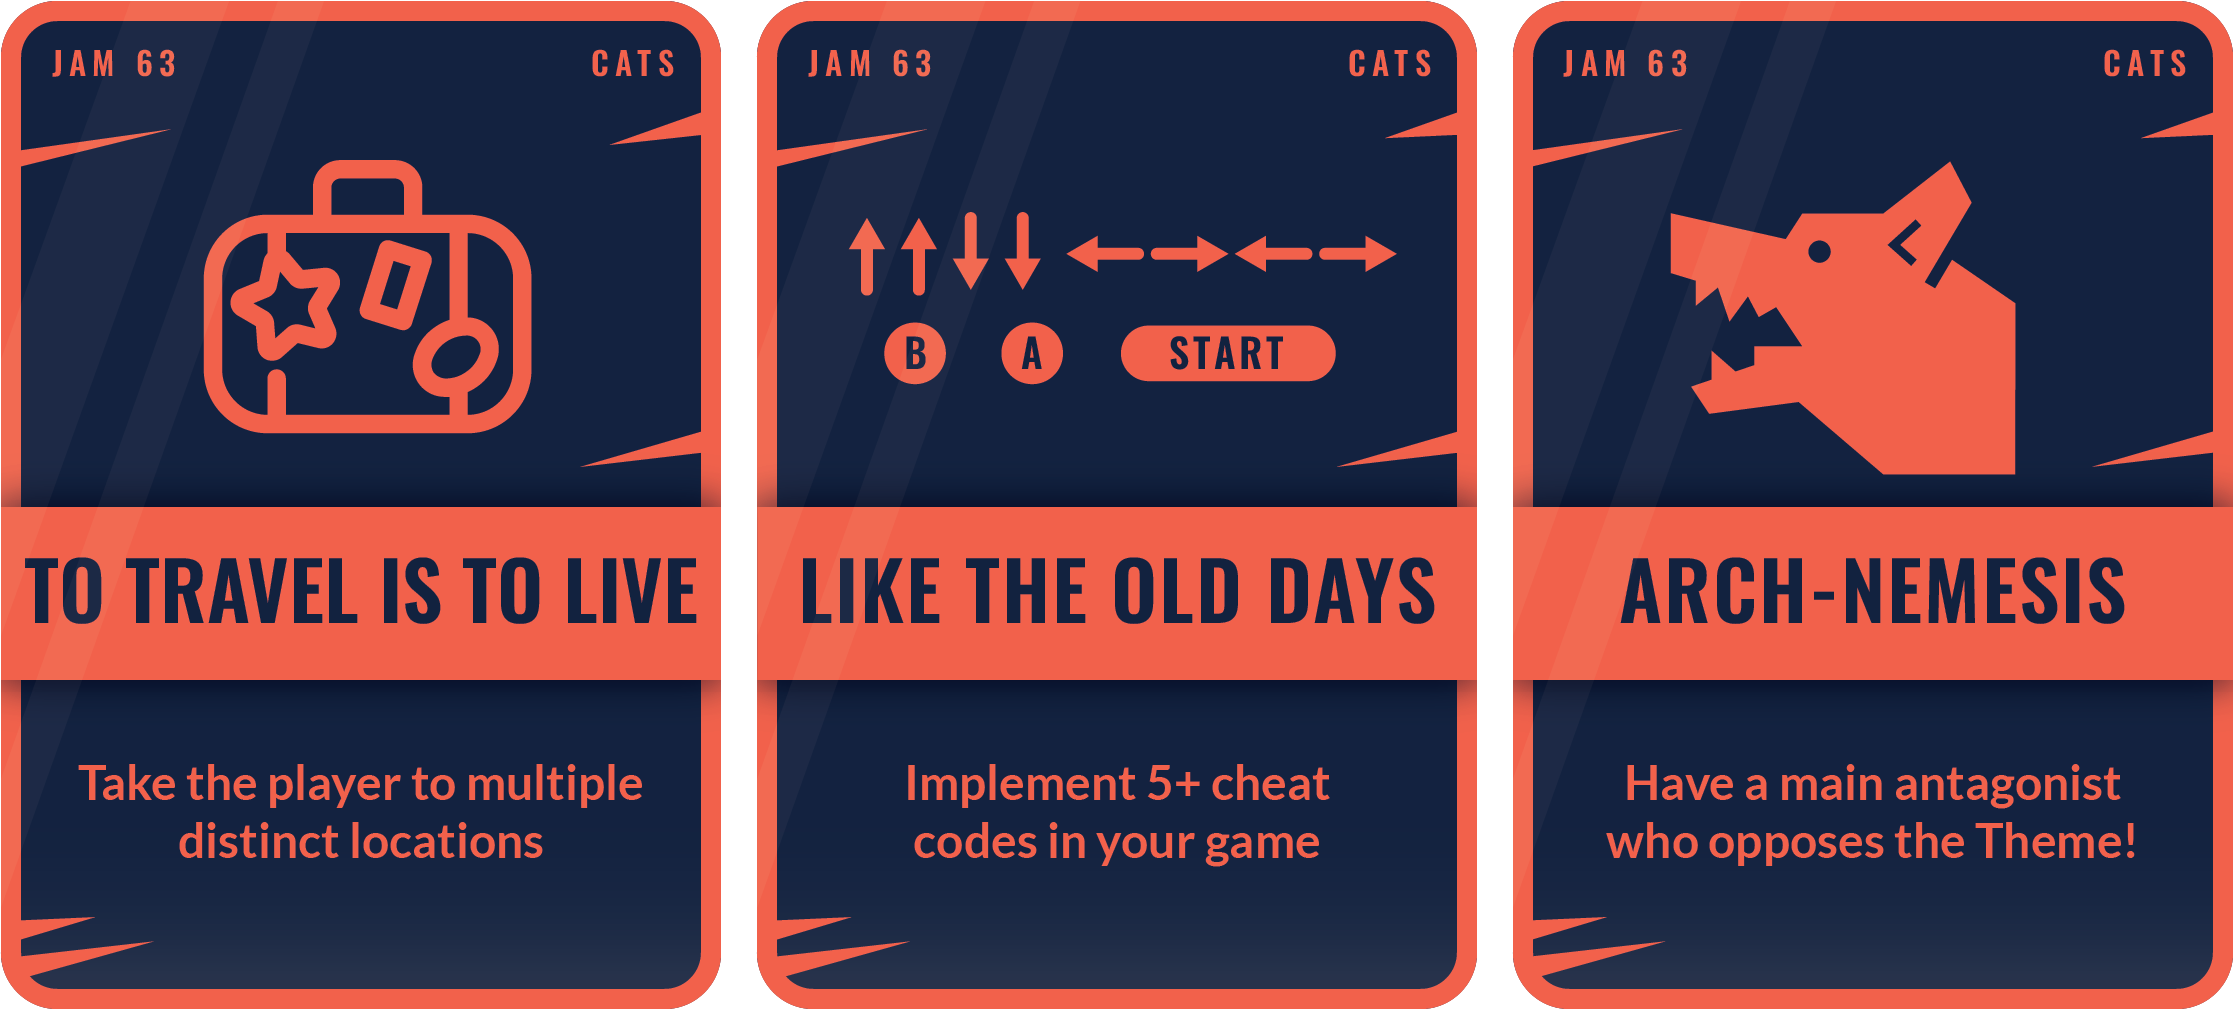 JAM 63 CATS
TO TRAVEL IS TO LIVE
Take the player to multiple
distinct locations
JAM 63 CATS
B A START
LIKE THE OLD DAYS
Implement 5+ cheat
codes in your game
JAM 63 CATS
ARCH-NEMESIS
Have a main antagonist
who opposes the Theme!